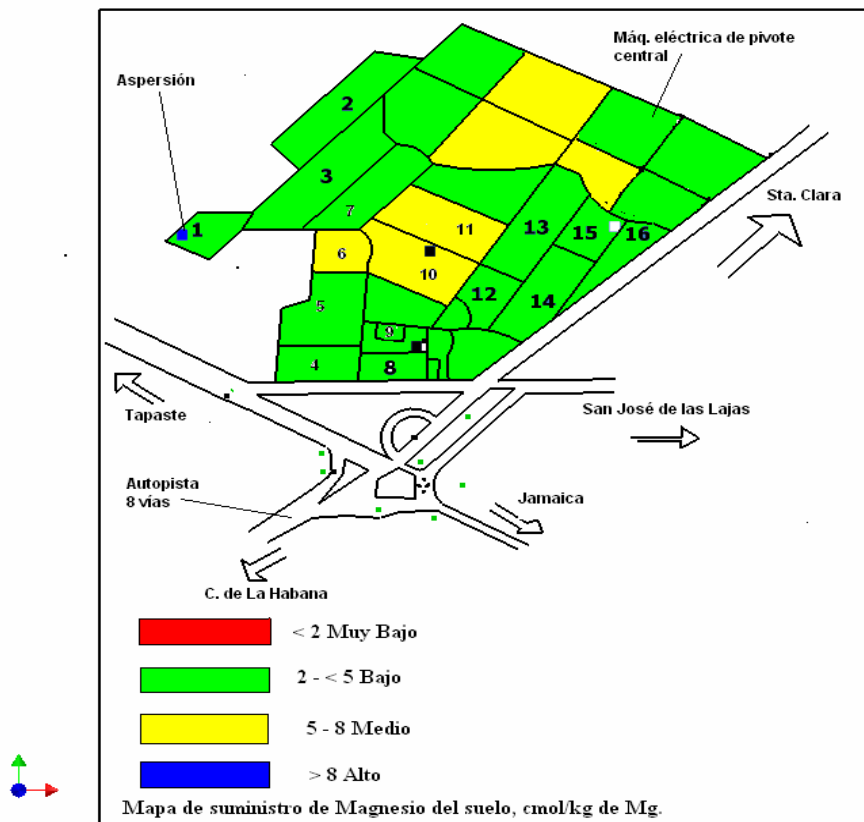 Máq. eléctrica de pivote
central
Aspersión
2
3
Sta. Clara
7
1
11
13
15
16
6
10
12
14
5
9
4
8
Tapaste
San José de las Lajas
Autopista
8 vías
Jamaica
C. de La Habana
< 2 Muy Bajo
2 - < 5 Bajo
5 - 8 Medio
> 8 Alto
Mapa de suministro de Magnesio del suelo, cmol/kg de Mg.